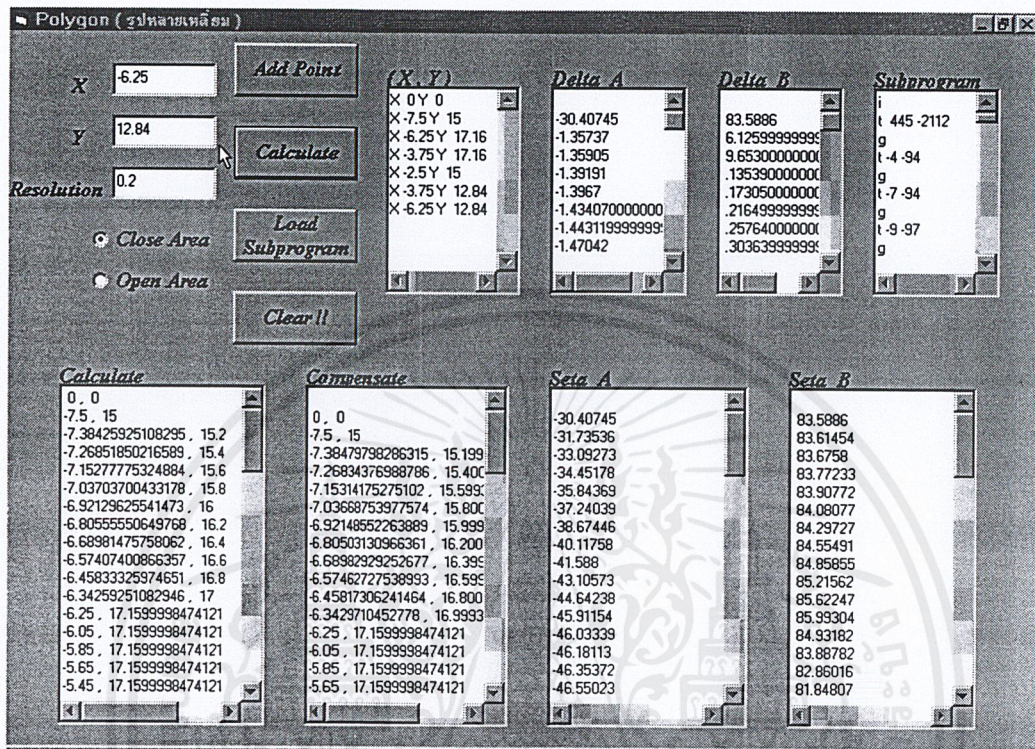 Polygon ( รูปหลายเหลี่ยม )
X
-6.25
Y
12.84
Resolution
0.2
Close Area
Open Area
Add Point
Calculate
Load
Subprogram
Clear !!
(X , Y)
X 0 Y 0
X -7.5 Y 15
X -6.25 Y 17.16
X -3.75 Y 17.16
X -2.5 Y 15
X -3.75 Y 12.84
X -6.25 Y 12.84
Delta A
-30.40745
-1.35737
-1.35905
-1.39191
-1.3967
-1.434070000000
-1.443119999999
-1.47042
Delta B
83.5886
6.1259999999
9.6530000000
.135390000000
.173050000000
.216499999999
.257640000000
.303639999999
Subprogram
i
t 445 -2112
g
t -4 -94
g
t -7 -94
g
t -9 -97
g
Calculate
0 , 0
-7.5 , 15
-7.38425925108295 , 15.2
-7.26851850216589 , 15.4
-7.15277775324884 , 15.6
-7.03703700433178 , 15.8
-6.92129625541473 , 16
-6.80555550649768 , 16.2
-6.68981475758062 , 16.4
-6.57407400866357 , 16.6
-6.45833325974651 , 16.8
-6.34259251082946 , 17
-6.25 , 17.1599998474121
-6.05 , 17.1599998474121
-5.85 , 17.1599998474121
-5.65 , 17.1599998474121
-5.45 , 17.1599998474121
Compensate
0 , 0
-7.5 , 15
-7.38479798286315 , 15.199
-7.26834376988786 , 15.400
-7.15314175275102 , 15.599
-7.03668753977574 , 15.800
-6.92148552263889 , 15.999
-6.80503130966361 , 16.200
-6.68982929252677 , 16.399
-6.57462727538993 , 16.599
-6.45817306241464 , 16.800
-6.3429710452778 , 16.9993
-6.25 , 17.1599998474121
-6.05 , 17.1599998474121
-5.85 , 17.1599998474121
-5.65 , 17.1599998474121
Seta A
-30.40745
-31.73536
-33.09273
-34.45178
-35.84369
-37.24039
-38.67446
-40.11758
-41.588
-43.10573
-44.64238
-45.91154
-46.03339
-46.18113
-46.35372
-46.55023
Seta B
83.5886
83.61454
83.6758
83.77233
83.90772
84.08077
84.29727
84.55491
84.85855
85.21562
85.62247
85.99304
84.93182
83.88782
82.86016
81.84807